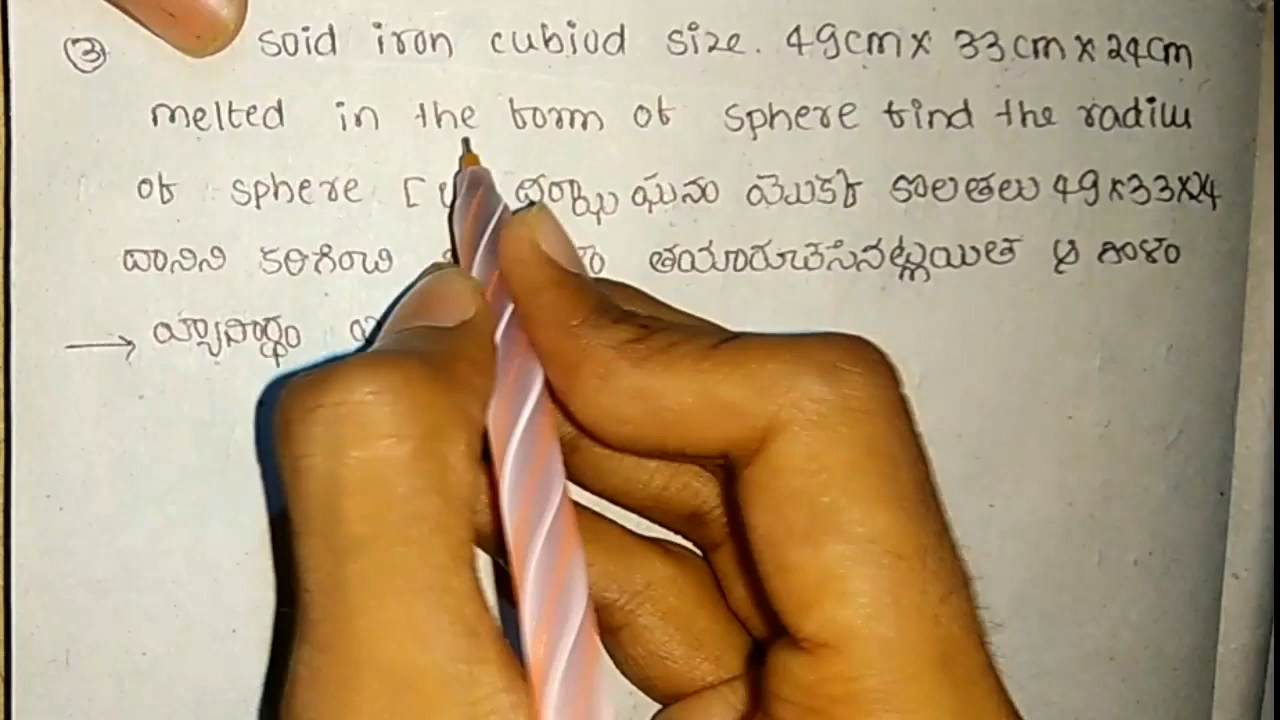 ③ soid iron cubiod size. 49cm x 33cm x 24cm
melted in the form of sphere find the radius
of sphere [ ఘనం యొక్క కొలతలు 49x33x24
దానిని కరిగించి తయారుచేసినట్లయితే ఆ గోళం
→ వ్యాసార్థం